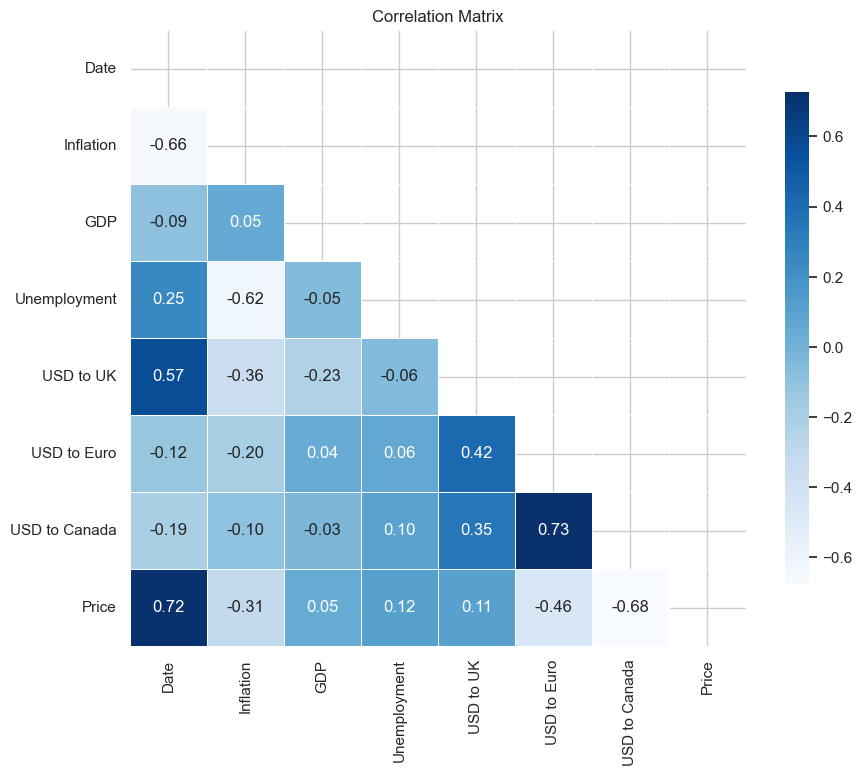 Correlation Matrix
Date
Inflation -0.66
GDP -0.09 0.05
Unemployment 0.25 -0.62 -0.05
USD to UK 0.57 -0.36 -0.23 -0.06
USD to Euro -0.12 -0.20 0.04 0.06 0.42
USD to Canada -0.19 -0.10 -0.03 0.10 0.35 0.73
Price 0.72 -0.31 0.05 0.12 0.11 -0.46 -0.68
Date
Inflation
GDP
Unemployment
USD to UK
USD to Euro
USD to Canada
Price
0.6
0.4
0.2
0.0
−0.2
−0.4
−0.6